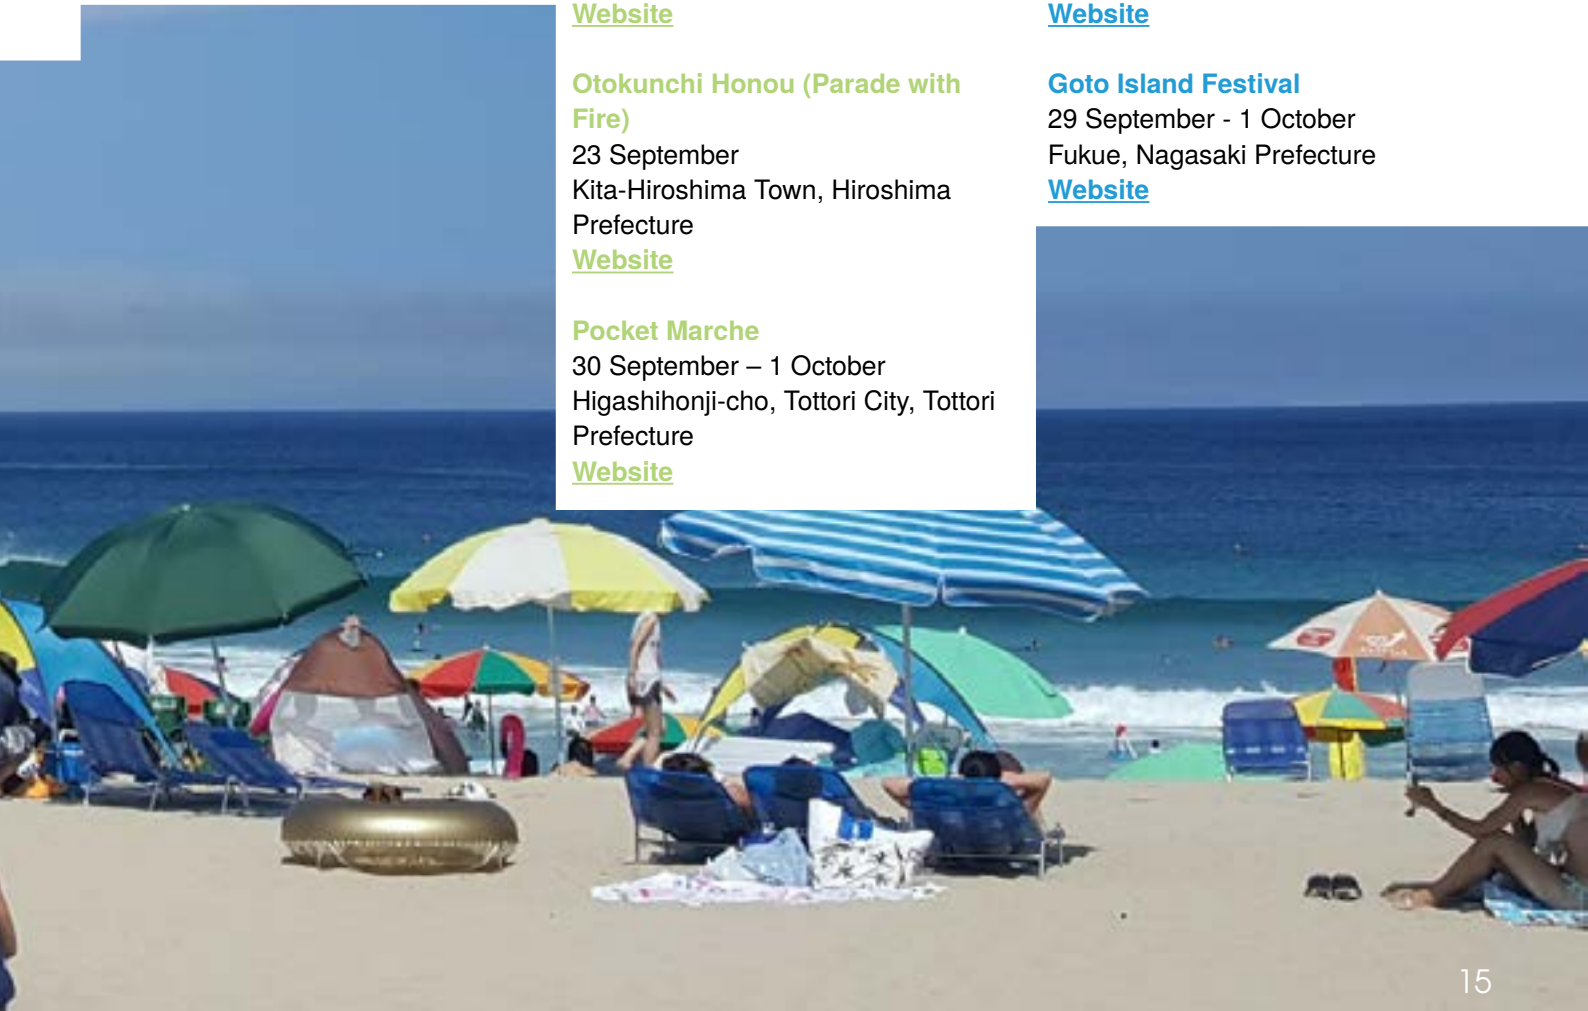 Website
Otokunchi Honou (Parade with
Fire)
23 September
Kita-Hiroshima Town, Hiroshima
Prefecture
Website
Pocket Marche
30 September – 1 October
Higashihonji-cho, Tottori City, Tottori
Prefecture
Website
Website
Goto Island Festival
29 September - 1 October
Fukue, Nagasaki Prefecture
Website
15